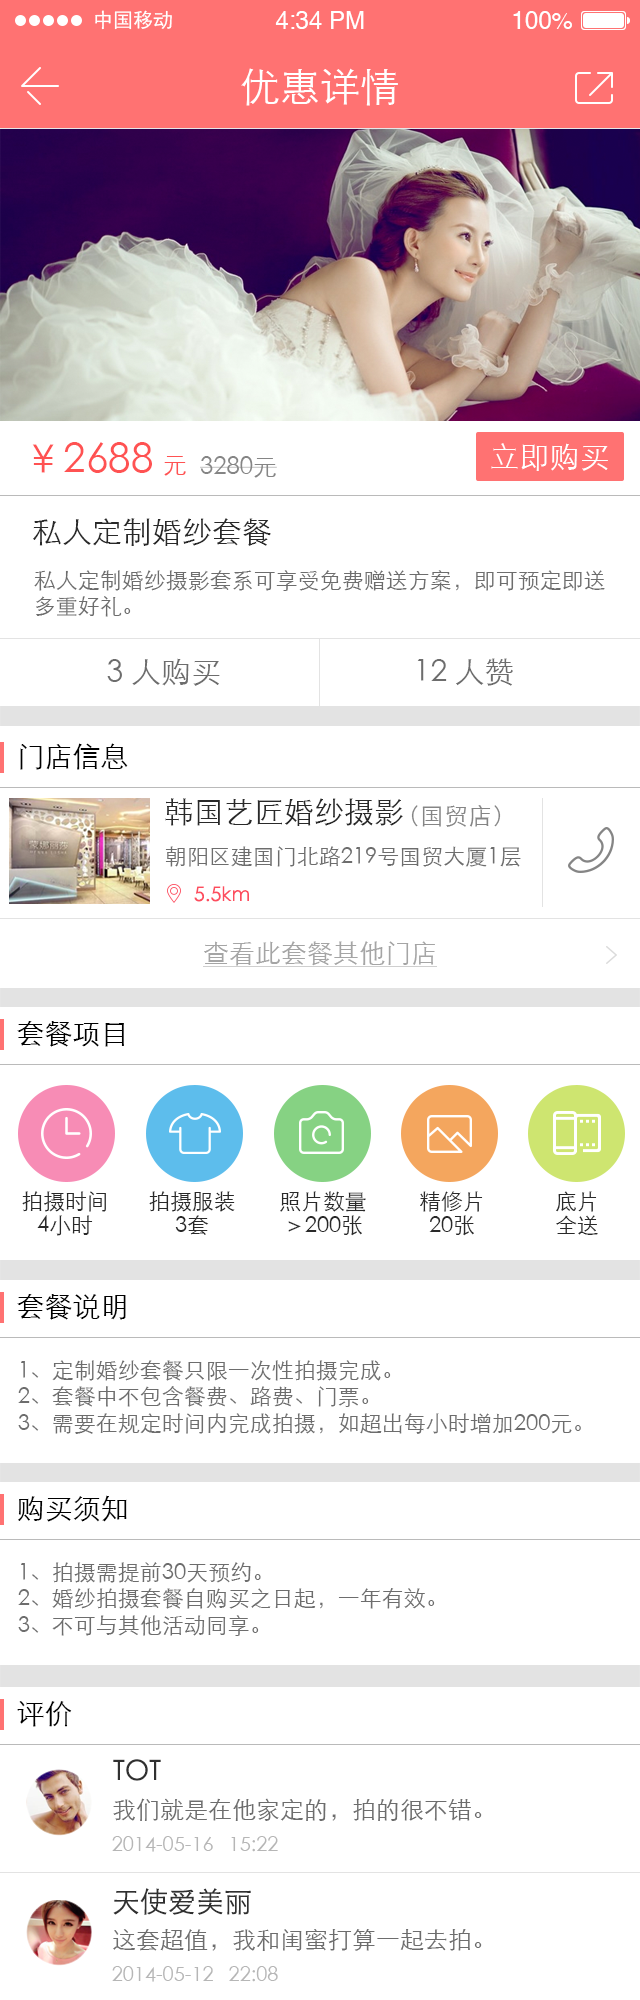 中国移动 4:34 PM 100%
优惠详情
¥ 2688 元 3280元 立即购买
私人定制婚纱套餐
私人定制婚纱摄影套系可享受免费赠送方案，即可预定即送
多重好礼。
3 人购买 12 人赞
门店信息
韩国艺匠婚纱摄影（国贸店）
朝阳区建国门北路219号国贸大厦1层
5.5km
查看此套餐其他门店
套餐项目
拍摄时间 拍摄服装 照片数量 精修片 底片
4小时 3套 >200张 20张 全送
套餐说明
1、定制婚纱套餐只限一次性拍摄完成。
2、套餐中不包含餐费、路费、门票。
3、需要在规定时间内完成拍摄，如超出每小时增加200元。
购买须知
1、拍摄需提前30天预约。
2、婚纱拍摄套餐自购买之日起，一年有效。
3、不可与其他活动同享。
评价
TOT
我们就是在他家定的，拍的很不错。
2014-05-16 15:22
天使爱美丽
这套超值，我和闺蜜打算一起去拍。
2014-05-12 22:08